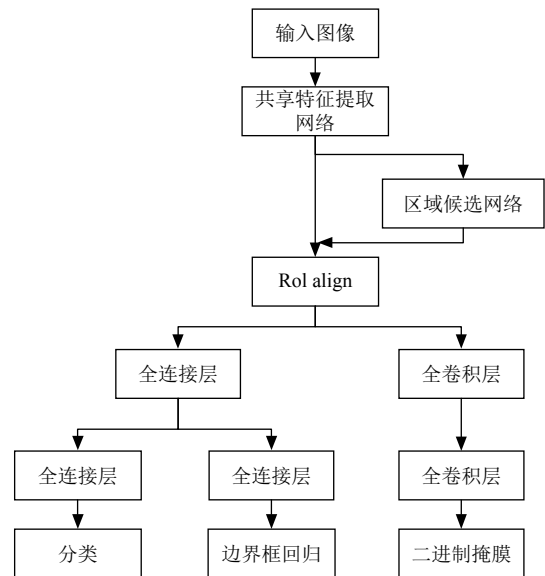 输入图像
共享特征提取
网络
区域候选网络
Rol align
全连接层
全卷积层
全连接层
全连接层
全卷积层
分类
边界框回归
二进制掩膜